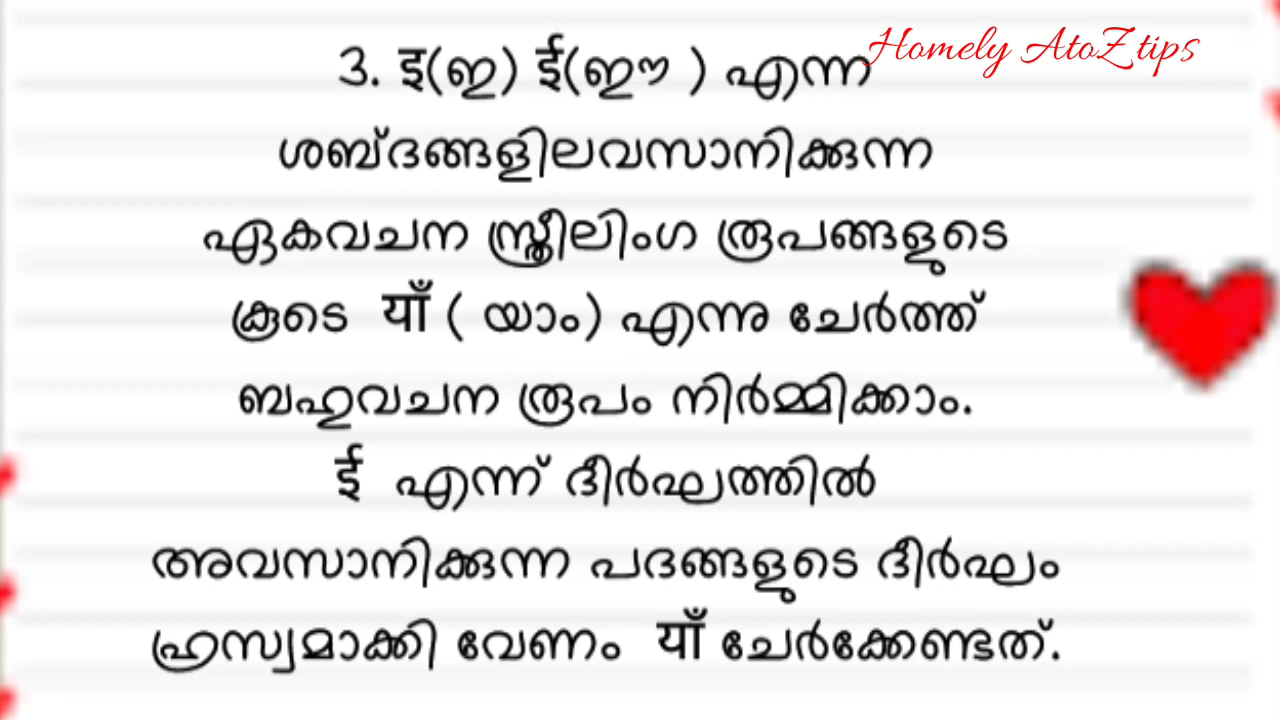 Homely AtoZ tips
3. इ(ഇ) ई(ഈ ) എന്ന
ശബ്ദങ്ങളിലവസാനിക്കുന്ന
ഏകവചന സ്ത്രീലിംഗ രൂപങ്ങളുടെ
കൂടെ याँ ( യാം) എന്നു ചേർത്ത്
ബഹുവചന രൂപം നിർമ്മിക്കാം.
ई എന്ന് ദീർഘത്തിൽ
അവസാനിക്കുന്ന പദങ്ങളുടെ ദീർഘം
ഹ്രസ്വമാക്കി വേണം याँ ചേർക്കേണ്ടത്.